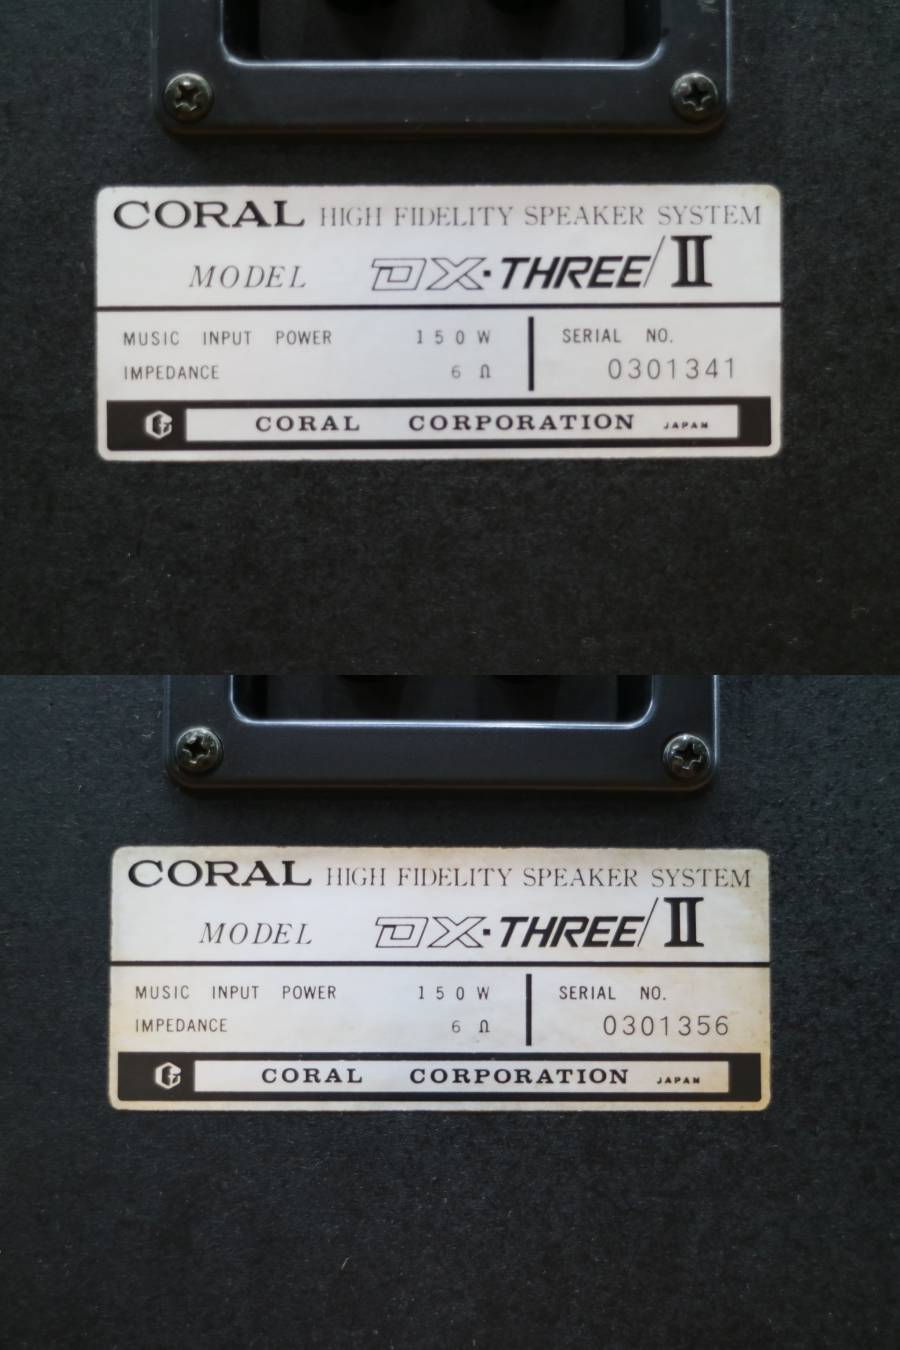 CORAL HIGH FIDELITY SPEAKER SYSTEM
MODEL DX·THREE/II
MUSIC INPUT POWER 150W
IMPEDANCE 6Ω
SERIAL NO.
0301341
CORAL CORPORATION JAPAN
CORAL HIGH FIDELITY SPEAKER SYSTEM
MODEL DX·THREE/II
MUSIC INPUT POWER 150W
IMPEDANCE 6Ω
SERIAL NO.
0301356
CORAL CORPORATION JAPAN